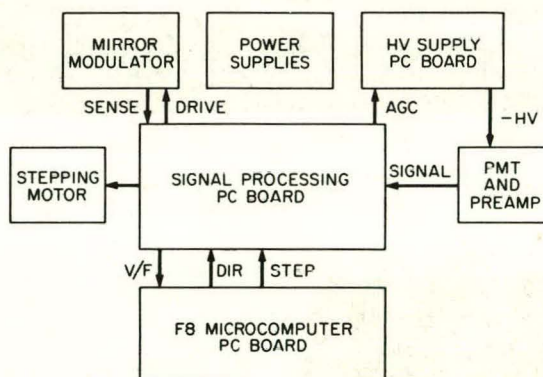 MIRROR
MODULATOR
POWER
SUPPLIES
HV SUPPLY
PC BOARD
SENSE
DRIVE
AGC
–HV
STEPPING
MOTOR
SIGNAL PROCESSING
PC BOARD
SIGNAL
PMT
AND
PREAMP
V/F
DIR
STEP
F8 MICROCOMPUTER
PC BOARD